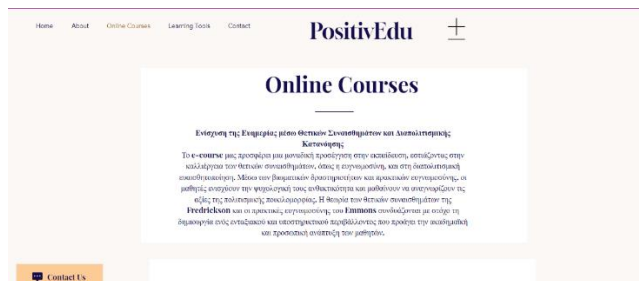 Home About Online Courses Learning Tools Contact
PositivEdu
Online Courses
Ενίσχυση της Ευημερίας μέσω Θετικών Συναισθημάτων και Διαπολιτισμικής
Κατανόησης
Το e-course μας προσφέρει μια μοναδική προσέγγιση στην εκπαίδευση, εστιάζοντας στην
καλλιέργεια των θετικών συναισθημάτων, όπως η ευγνωμοσύνη, και στη διαπολιτισμική
ευαισθητοποίηση. Μέσω των βιωματικών δραστηριοτήτων και πρακτικών ευγνωμοσύνης, οι
μαθητές ενισχύουν την ψυχολογική τους ανθεκτικότητα και μαθαίνουν να αναγνωρίζουν τις
αξίες της πολιτισμικής ποικιλομορφίας. Η θεωρία των θετικών συναισθημάτων της
Fredrickson και οι πρακτικές ευγνωμοσύνης του Emmons συνδυάζονται με στόχο τη
δημιουργία ενός ενταξιακού και υποστηρικτικού περιβάλλοντος που προάγει την ακαδημαϊκή
και προσωπική ανάπτυξη των μαθητών.
Contact Us